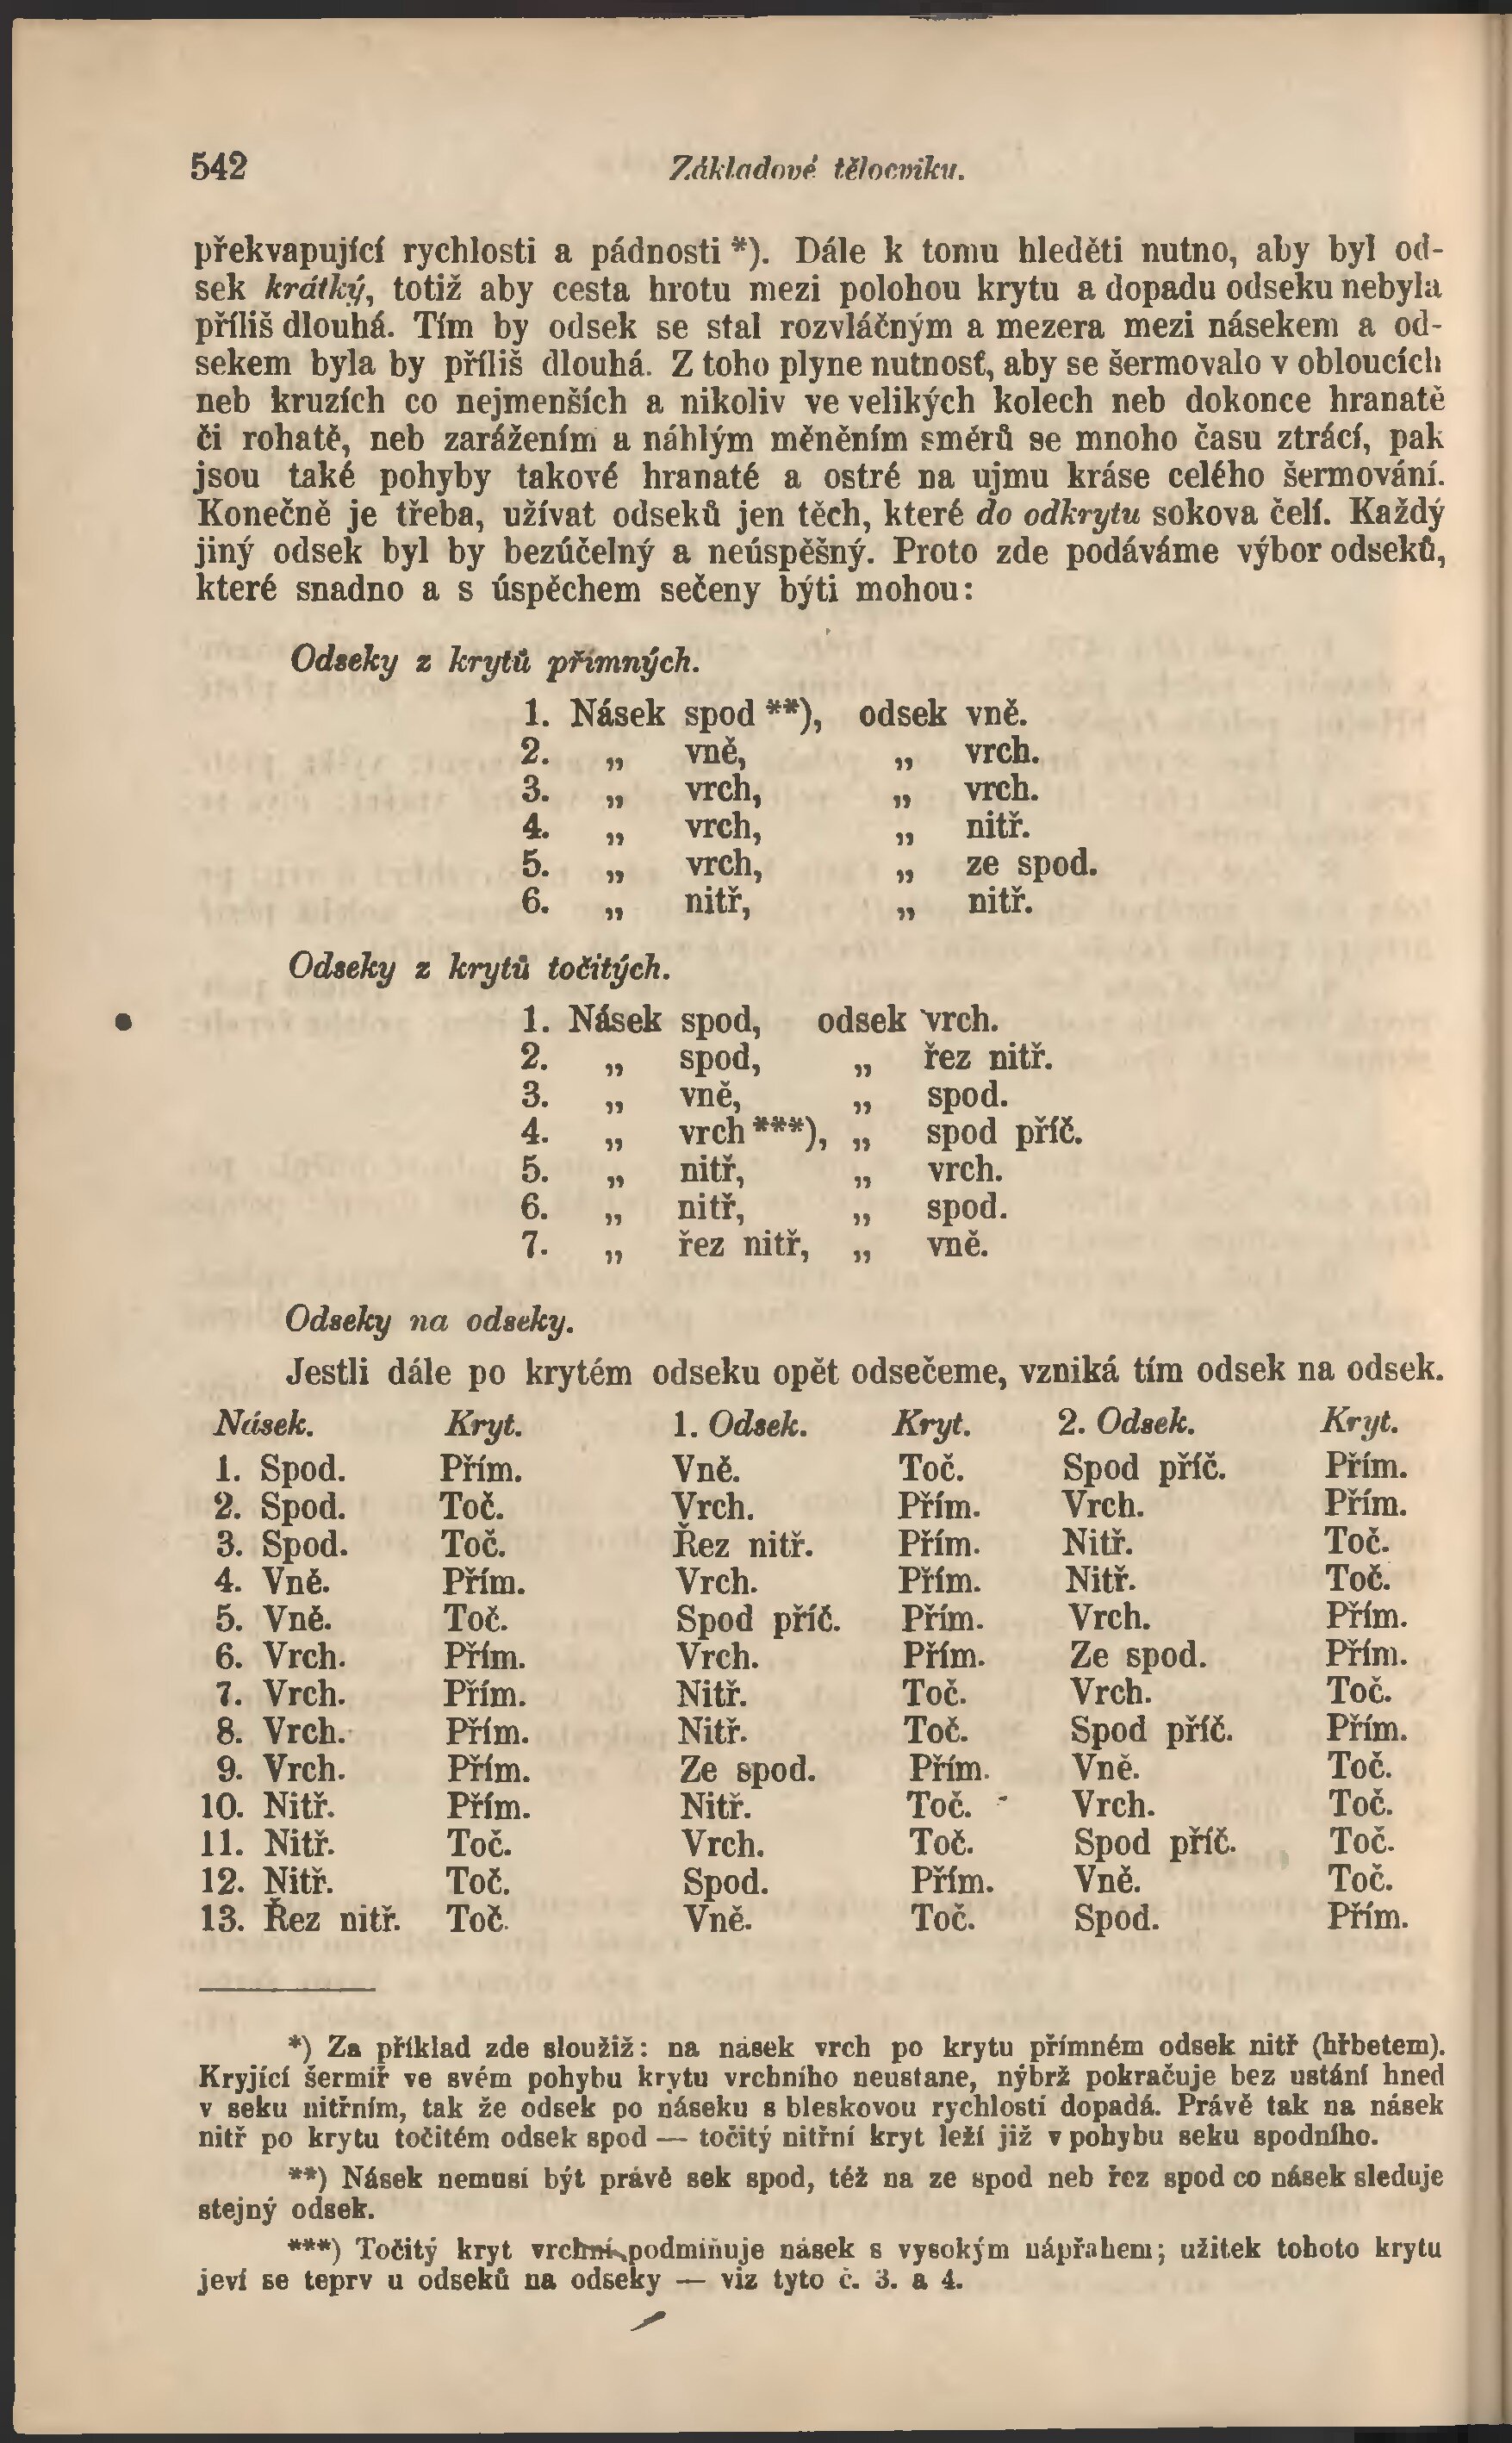 542 Základové tělocviku.
překvapující rychlosti a pádnosti *). Dále k tomu hleděti nutno, aby byl od-
sek krátký, totiž aby cesta hrotu mezi polohou krytu a dopadu odseku nebyla
příliš dlouhá. Tím by odsek se stal rozvláčným a mezera mezi násekem a od-
sekem byla by příliš dlouhá. Z toho plyne nutnosť, aby se šermovalo v obloucích
neb kruzích co nejmenších a nikoliv ve velikých kolech neb dokonce hranatě
či rohatě, neb zarážením a náhlým měněním směrů se mnoho času ztrácí, pak
jsou také pohyby takové hranaté a ostré na ujmu kráse celého šermování.
Konečně je třeba, užívat odseků jen těch, které do odkrytu sokova čelí. Každý
jiný odsek byl by bezúčelný a neúspěšný. Proto zde podáváme výbor odseků,
které snadno a s úspěchem sečeny býti mohou:
Odseky z krytů přímných.
1. Násek spod **), odsek vně.
2. „ vně, „ vrch.
3. „ vrch, „ vrch.
4. „ vrch, „ nitř.
5. „ vrch, „ ze spod.
6. „ nitř, „ nitř.
Odseky z krytů točitých.
1. Násek spod, odsek vrch.
2. „ spod, „ řez nitř.
3. „ vně, „ spod.
4. „ vrch ***), „ spod příč.
5. „ nitř, „ vrch.
6. „ nitř, „ spod.
7. „ řez nitř, „ vně.
Odseky na odseky.
Jestli dále po krytém odseku opět odsečeme, vzniká tím odsek na odsek.
Násek. Kryt. 1. Odsek. Kryt. 2. Odsek. Kryt.
1. Spod. Přím. Vně. Toč. Spod příč. Přím.
2. Spod. Toč. Vrch. Přím. Vrch. Přím.
3. Spod. Toč. Řez nitř. Přím. Nitř. Toč.
4. Vně. Přím. Vrch. Přím. Nitř. Toč.
5. Vně. Toč. Spod příč. Přím. Vrch. Přím.
6. Vrch. Přím. Vrch. Přím. Ze spod. Přím.
7. Vrch. Přím. Nitř. Toč. Vrch. Toč.
8. Vrch. Přím. Nitř. Toč. Spod příč. Přím.
9. Vrch. Přím. Ze spod. Přím. Vně. Toč.
10. Nitř. Přím. Nitř. Toč. Vrch. Toč.
11. Nitř. Toč. Vrch. Toč. Spod příč. Toč.
12. Nitř. Toč. Spod. Přím. Vně. Toč.
13. Řez nitř. Toč. Vně. Toč. Spod. Přím.
*) Za příklad zde sloužiž: na násek vrch po krytu přímném odsek nitř (hřbetem).
Kryjící šermíř ve svém pohybu krytu vrchního neustane, nýbrž pokračuje bez ustání hned
v seku nitřním, tak že odsek po náseku s bleskovou rychlostí dopadá. Právě tak na násek
nitř po krytu točitém odsek spod — točitý nitřní kryt leží již v pohybu seku spodního.
**) Násek nemusí být právě sek spod, též na ze spod neb řez spod co násek sleduje
stejný odsek.
***) Točitý kryt vrchní podmiňuje násek s vysokým nápřahem; užitek tohoto krytu
jeví se teprv u odseků na odseky — viz tyto č. 3. a 4.